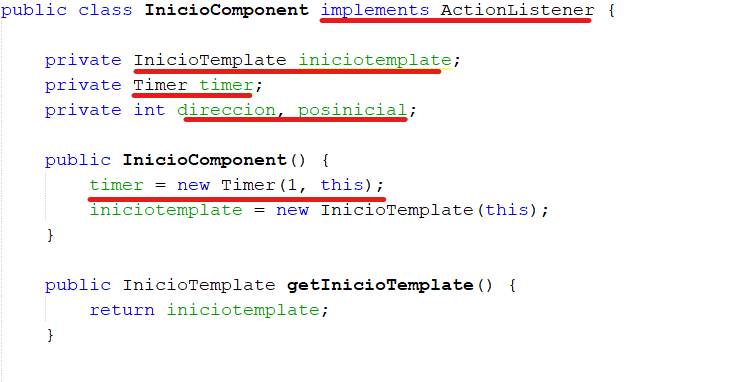 public class InicioComponent implements ActionListener {
private InicioTemplate iniciotemplate;
private Timer timer;
private int direccion, posinicial;
public InicioComponent() {
timer = new Timer(1, this);
iniciotemplate = new InicioTemplate(this);
}
public InicioTemplate getInicioTemplate() {
return iniciotemplate;
}